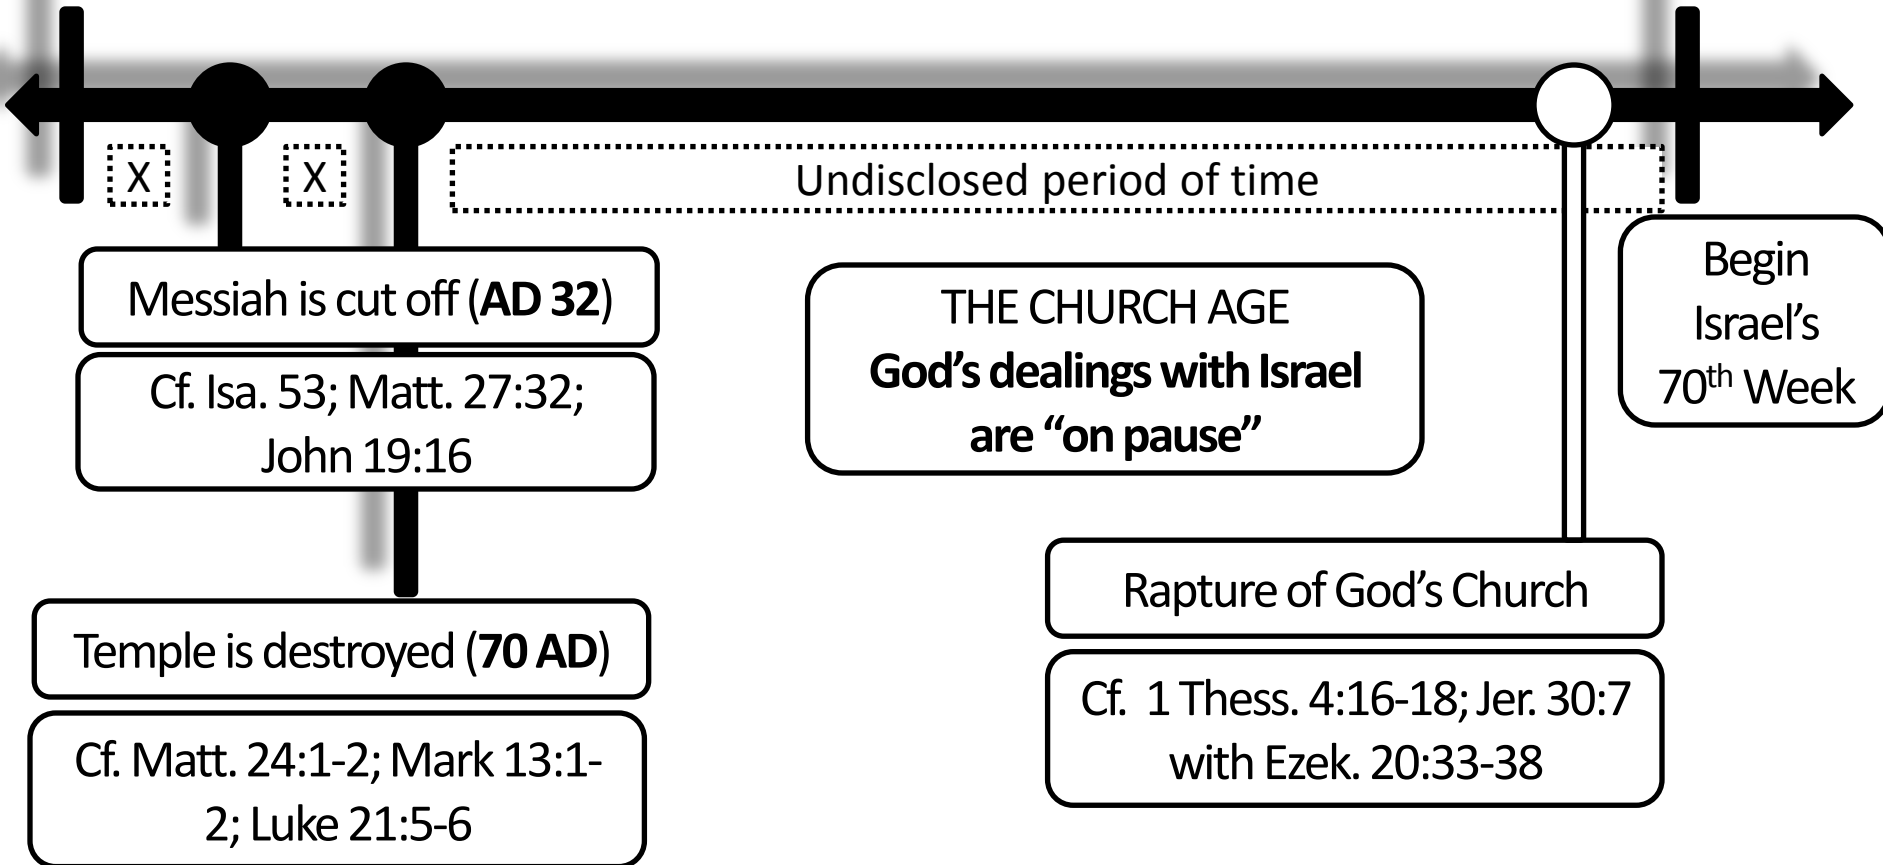 X
X
Undisclosed period of time
Messiah is cut off (AD 32)
Cf. Isa. 53; Matt. 27:32;
John 19:16
Temple is destroyed (70 AD)
Cf. Matt. 24:1-2; Mark 13:1-
2; Luke 21:5-6
THE CHURCH AGE
God’s dealings with Israel
are “on pause”
Rapture of God’s Church
Cf.  1 Thess. 4:16-18; Jer. 30:7
with Ezek. 20:33-38
Begin
Israel’s
70th Week